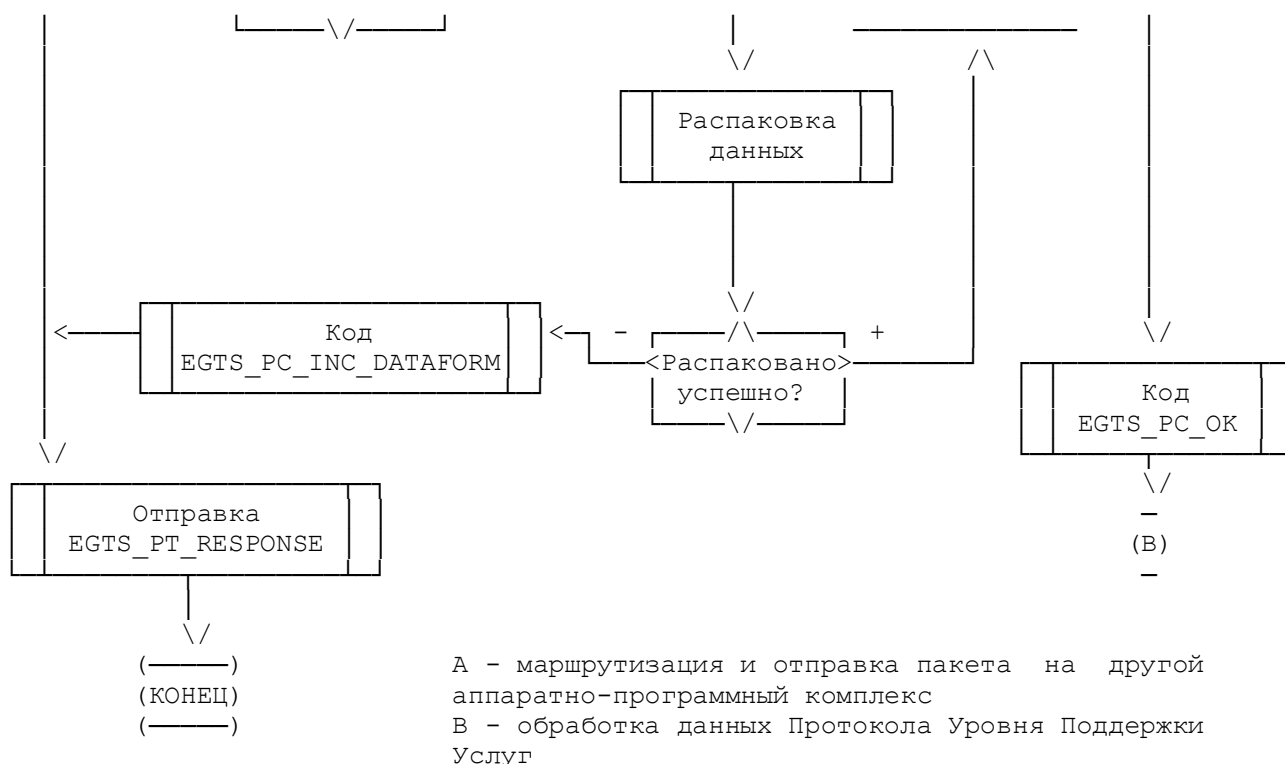 Распаковка
данных
Код
EGTS_PC_INC_DATAFORM
-
+
<Распаковано>
успешно?
Код
EGTS_PC_OK
Отправка
EGTS_PT_RESPONSE
(B)
(КОНЕЦ)
A - маршрутизация и отправка пакета на другой
аппаратно-программный комплекс
B - обработка данных Протокола Уровня Поддержки
Услуг